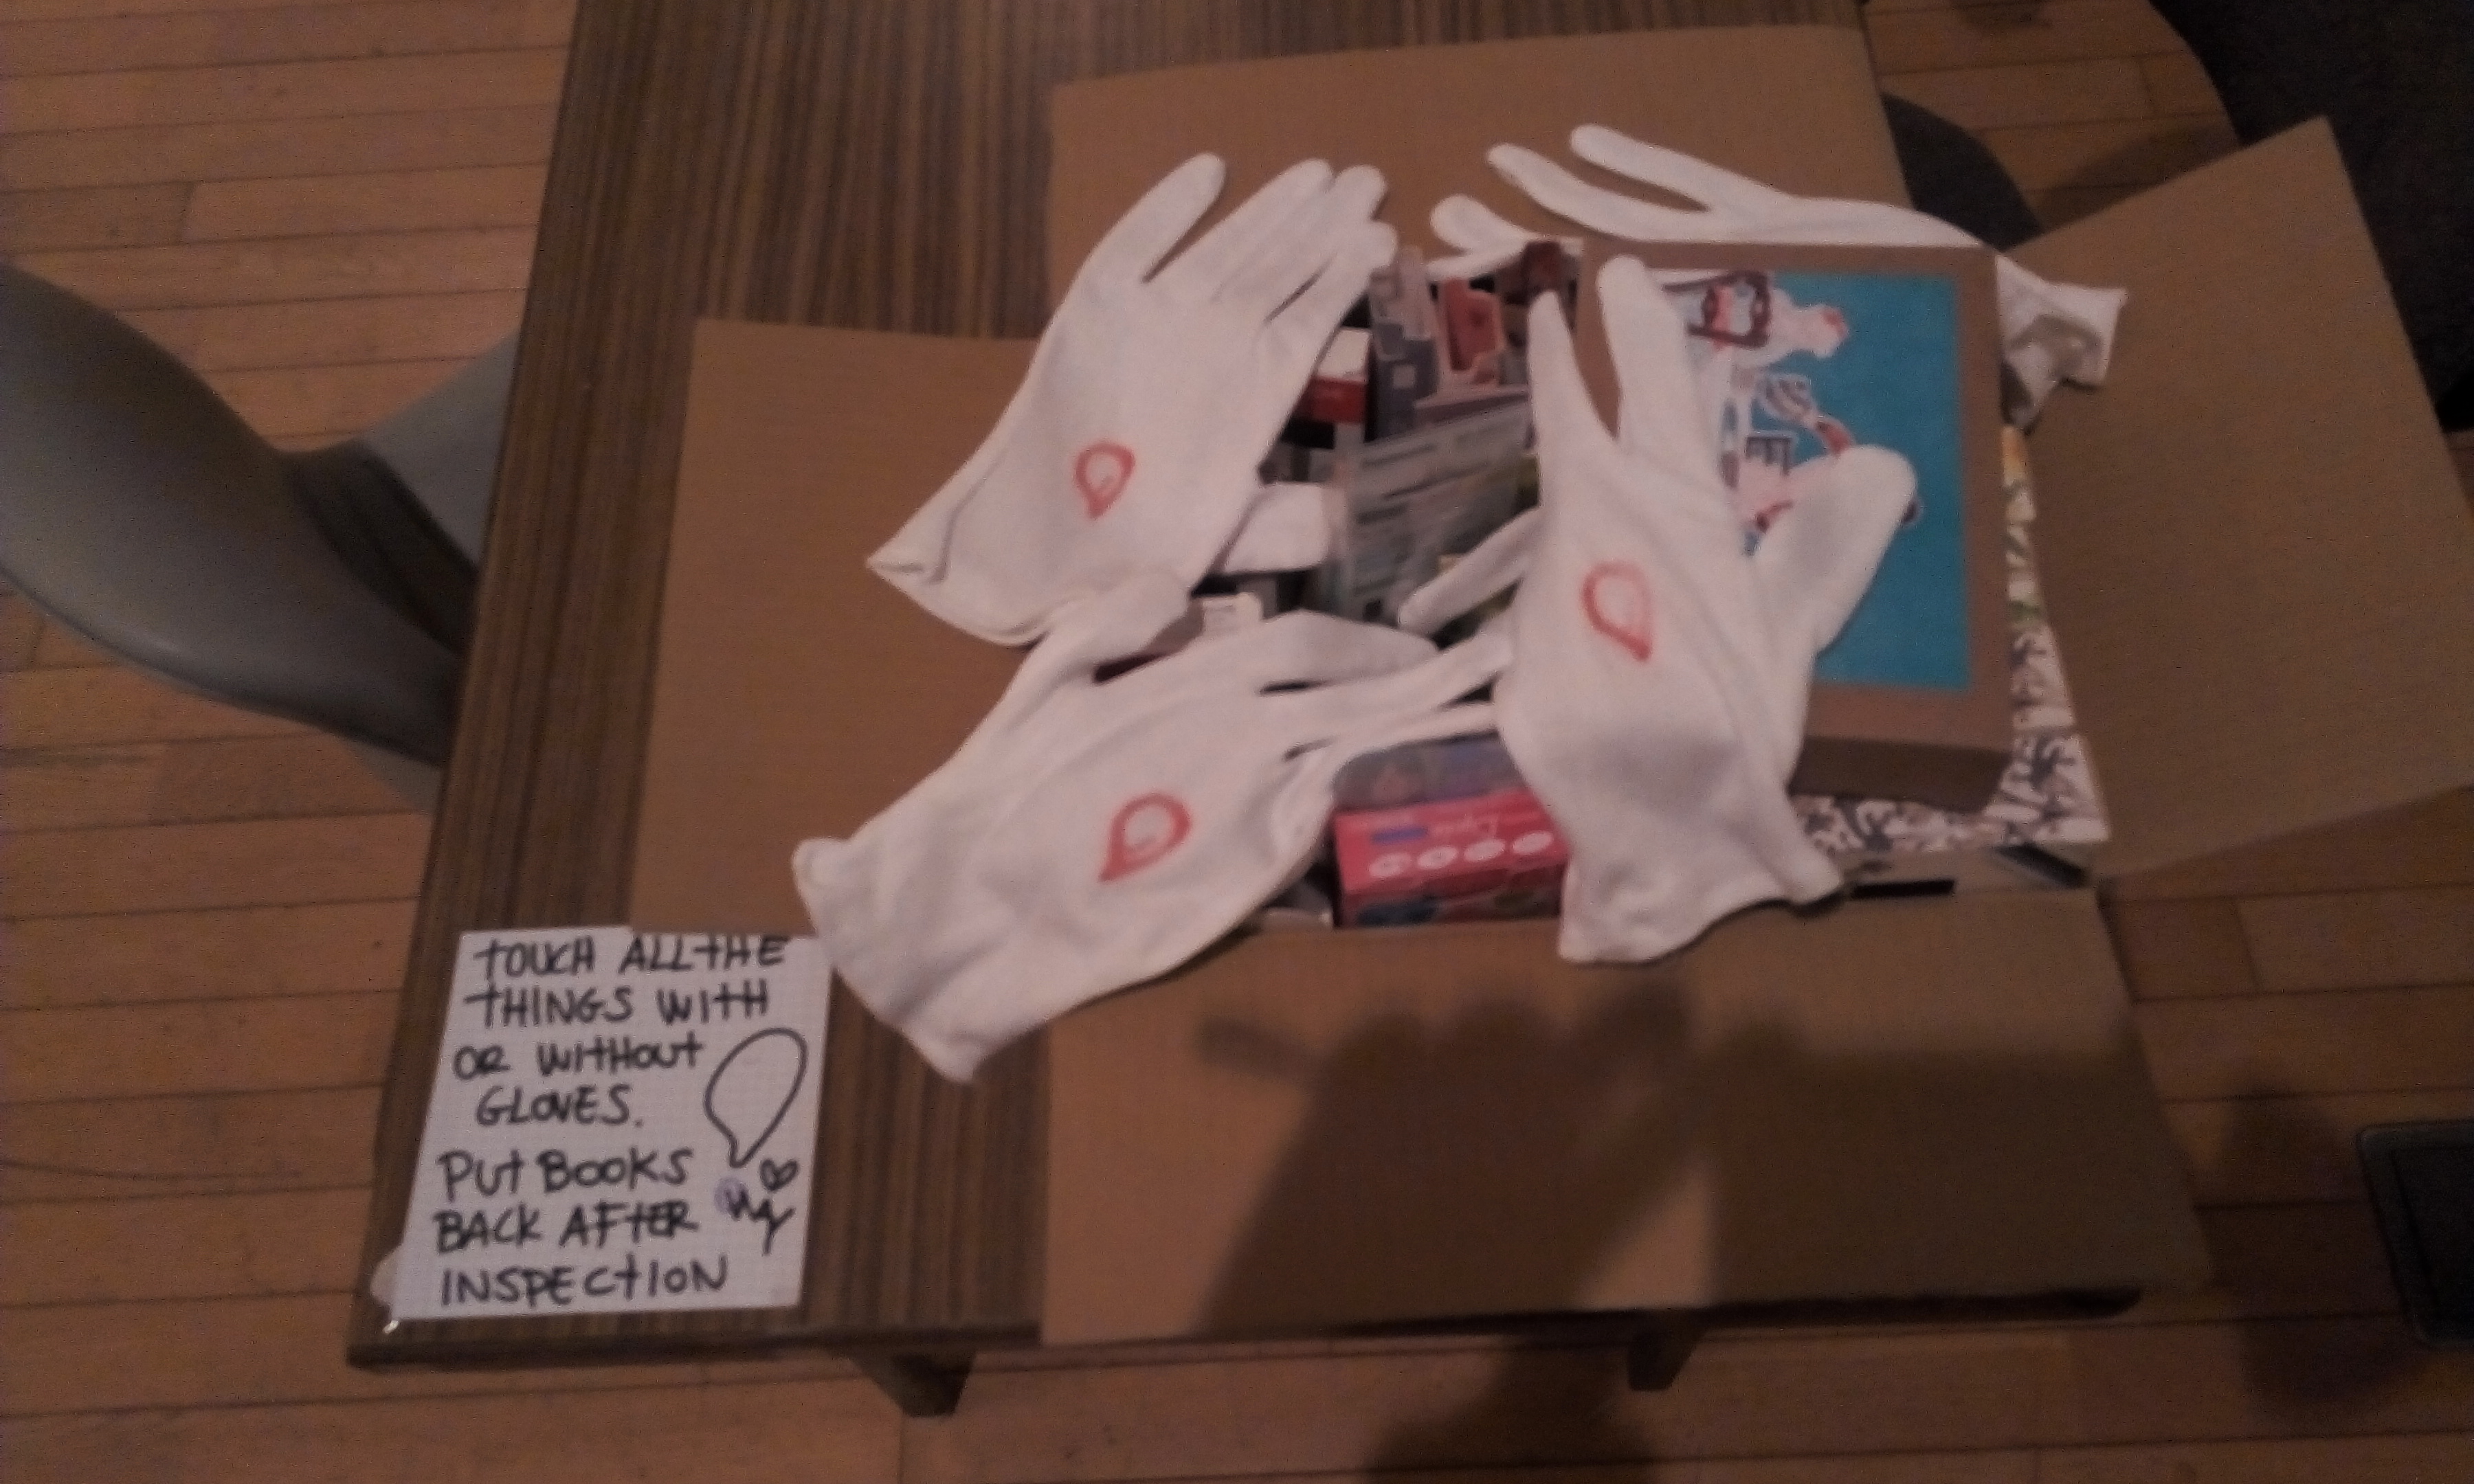 TOUCH ALL THE
THINGS WITH
OR WITHOUT
GLOVES.
PUT BOOKS
BACK AFTER
INSPECTION